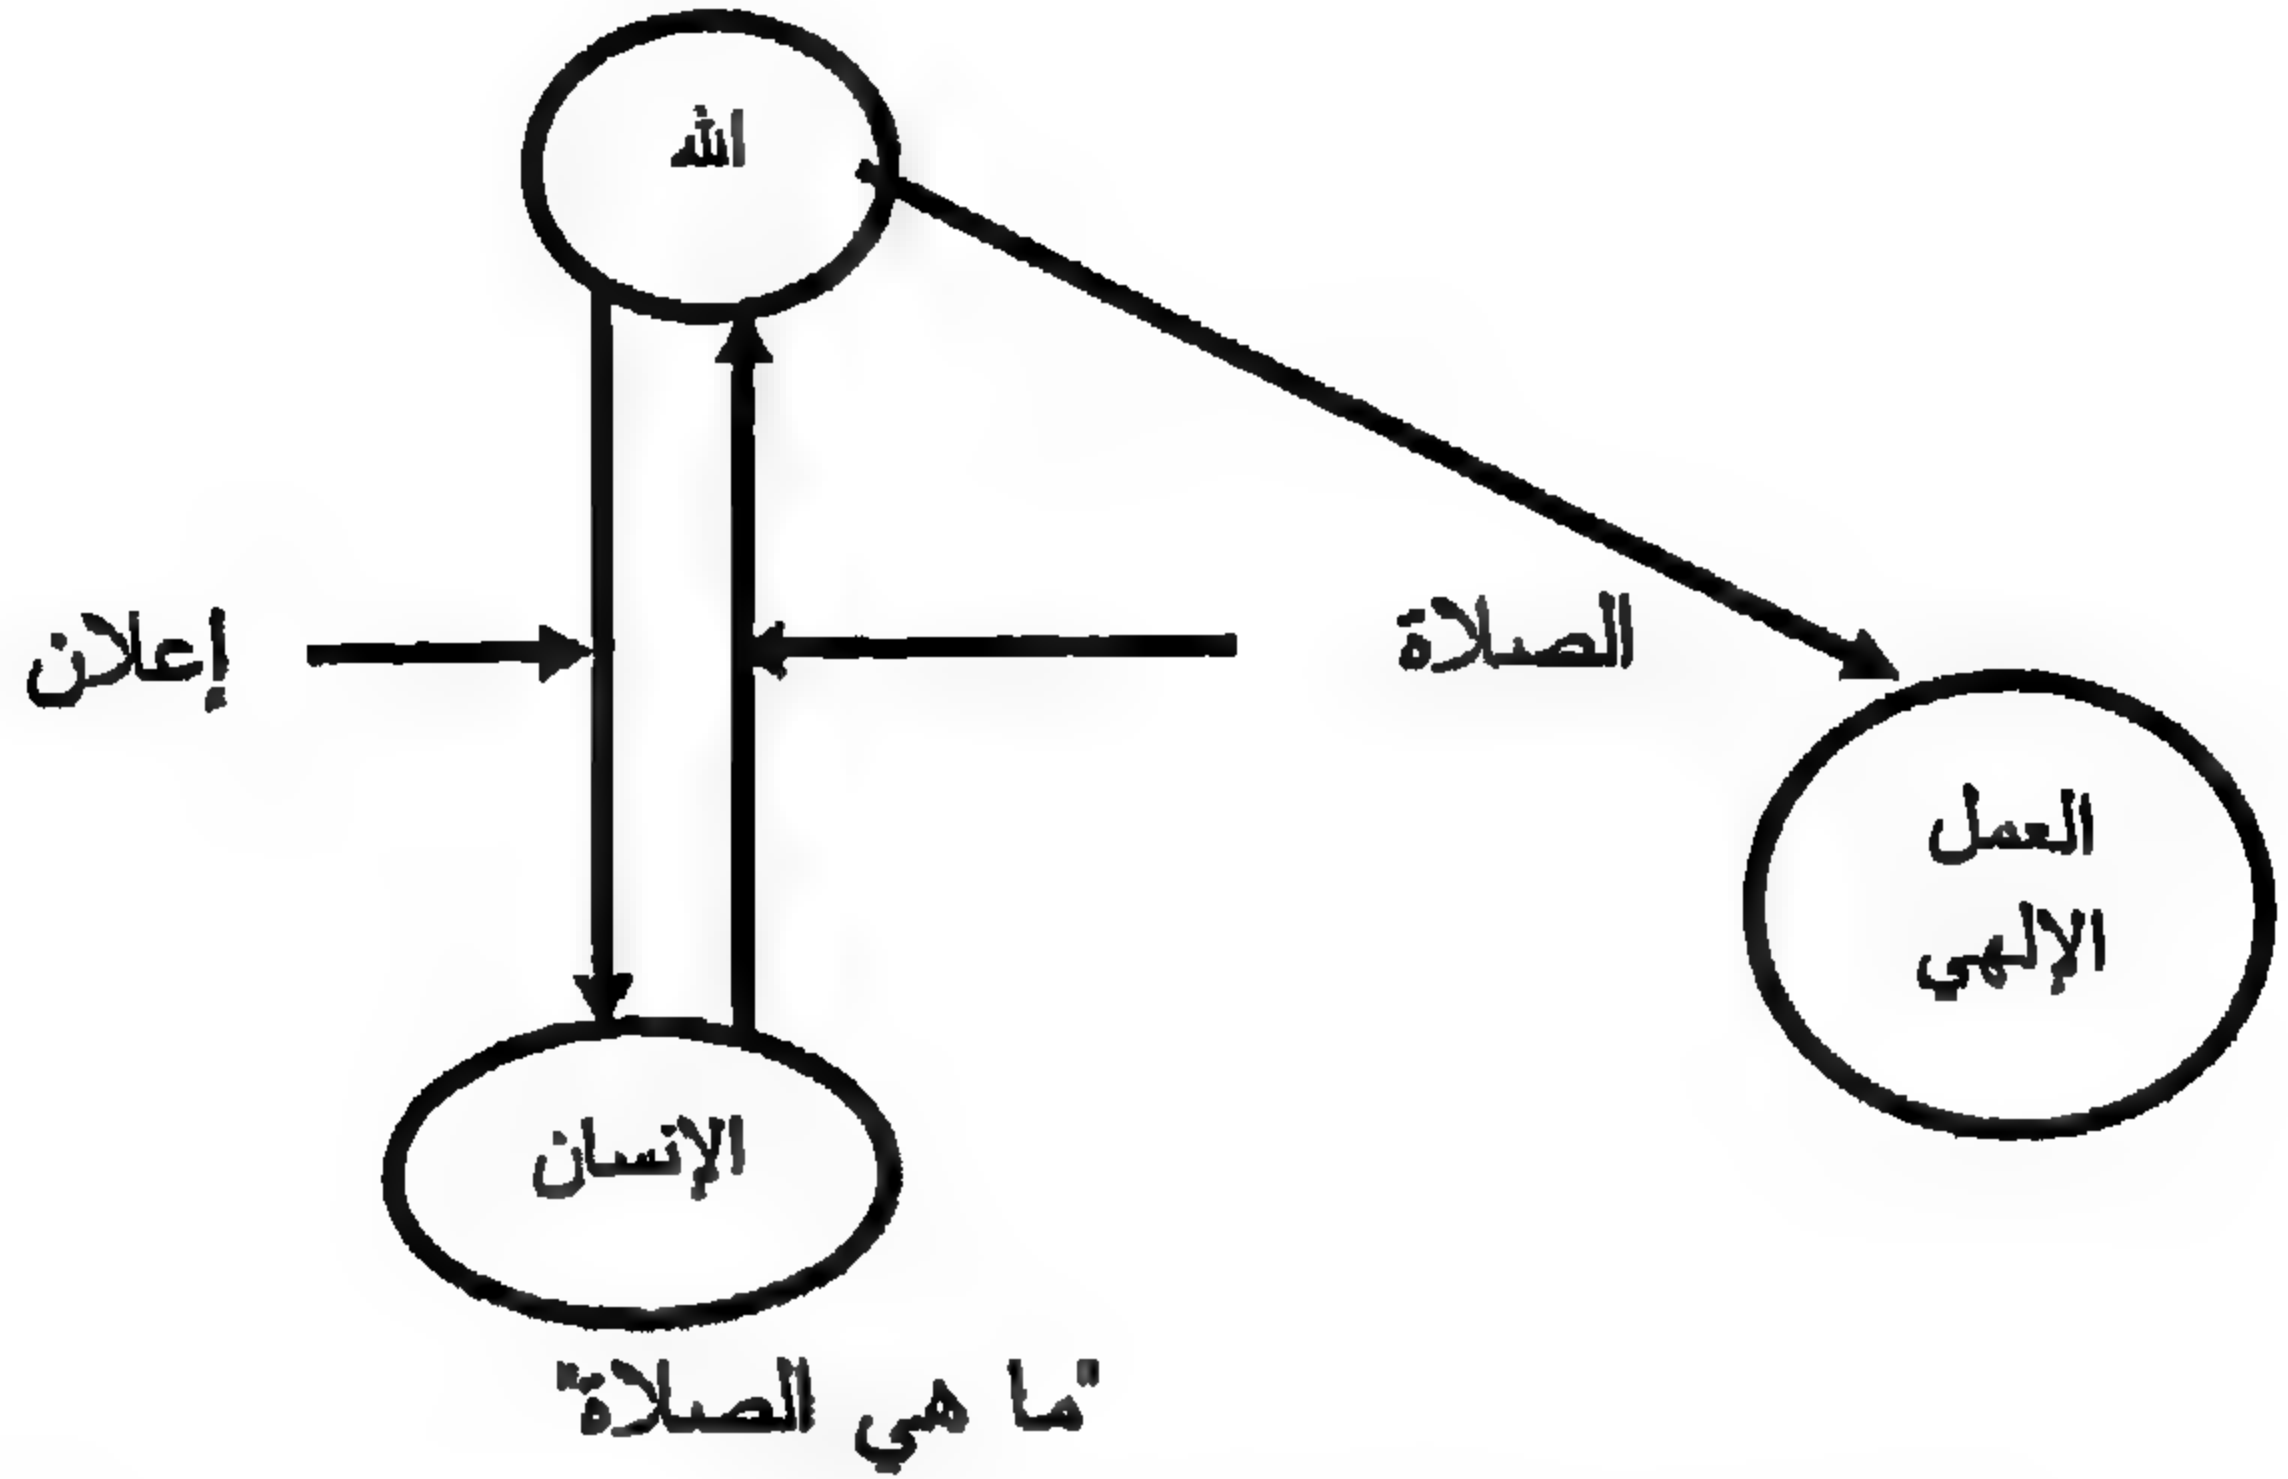 الله
الصلاة
إعلان
العمل
الإلهي
الإنسان
"ما هي الصلاة"